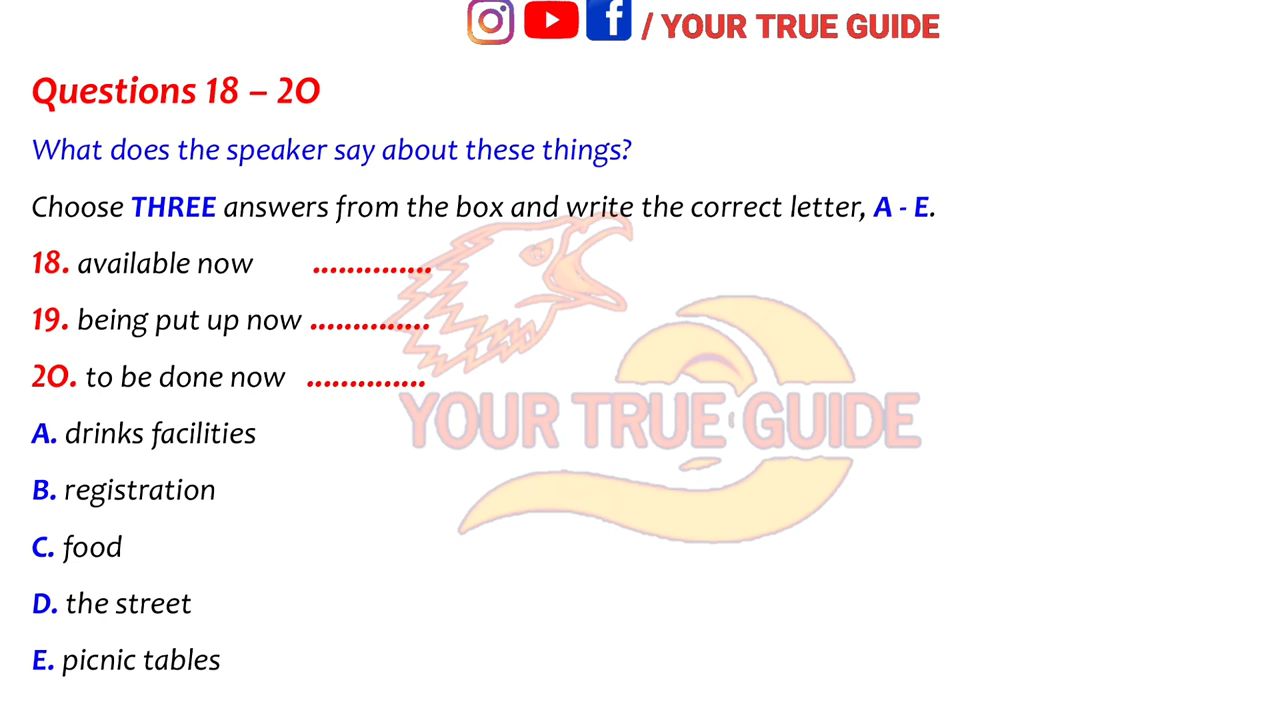 / YOUR TRUE GUIDE
Questions 18 – 20
What does the speaker say about these things?
Choose THREE answers from the box and write the correct letter, A - E.
18. available now ..............
19. being put up now ..............
20. to be done now ..............
YOUR TRUE GUIDE
A. drinks facilities
B. registration
C. food
D. the street
E. picnic tables